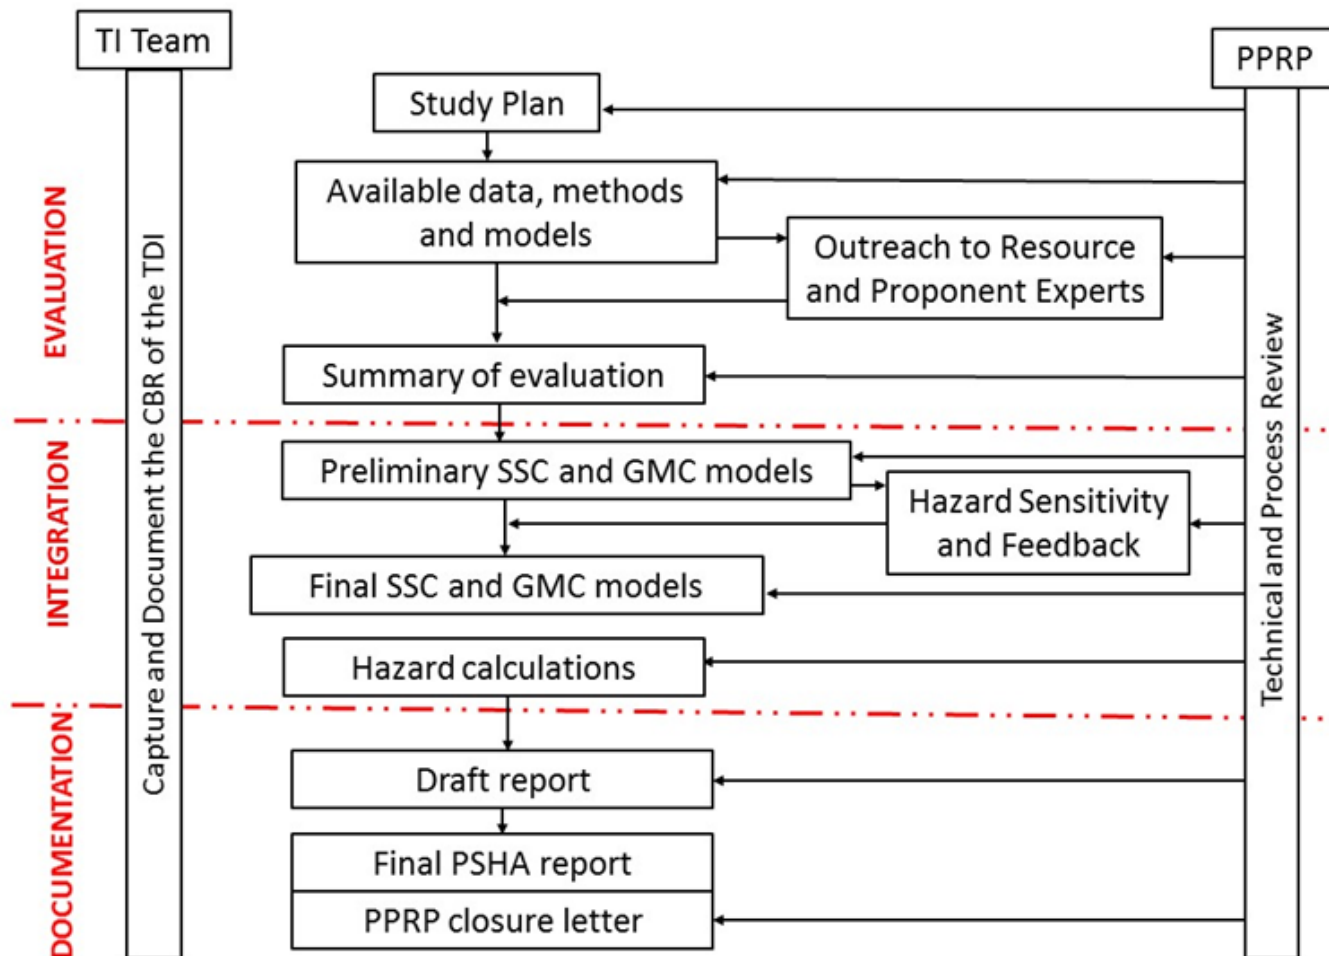 TI Team
PPRP
Study Plan
Available data, methods
and models
Outreach to Resource
and Proponent Experts
Summary of evaluation
EVALUATION
Capture and Document the CBR of the TDI
Technical and Process Review
Preliminary SSC and GMC models
Hazard Sensitivity
and Feedback
Final SSC and GMC models
Hazard calculations
INTEGRATION
Draft report
Final PSHA report
PPRP closure letter
DOCUMENTATION